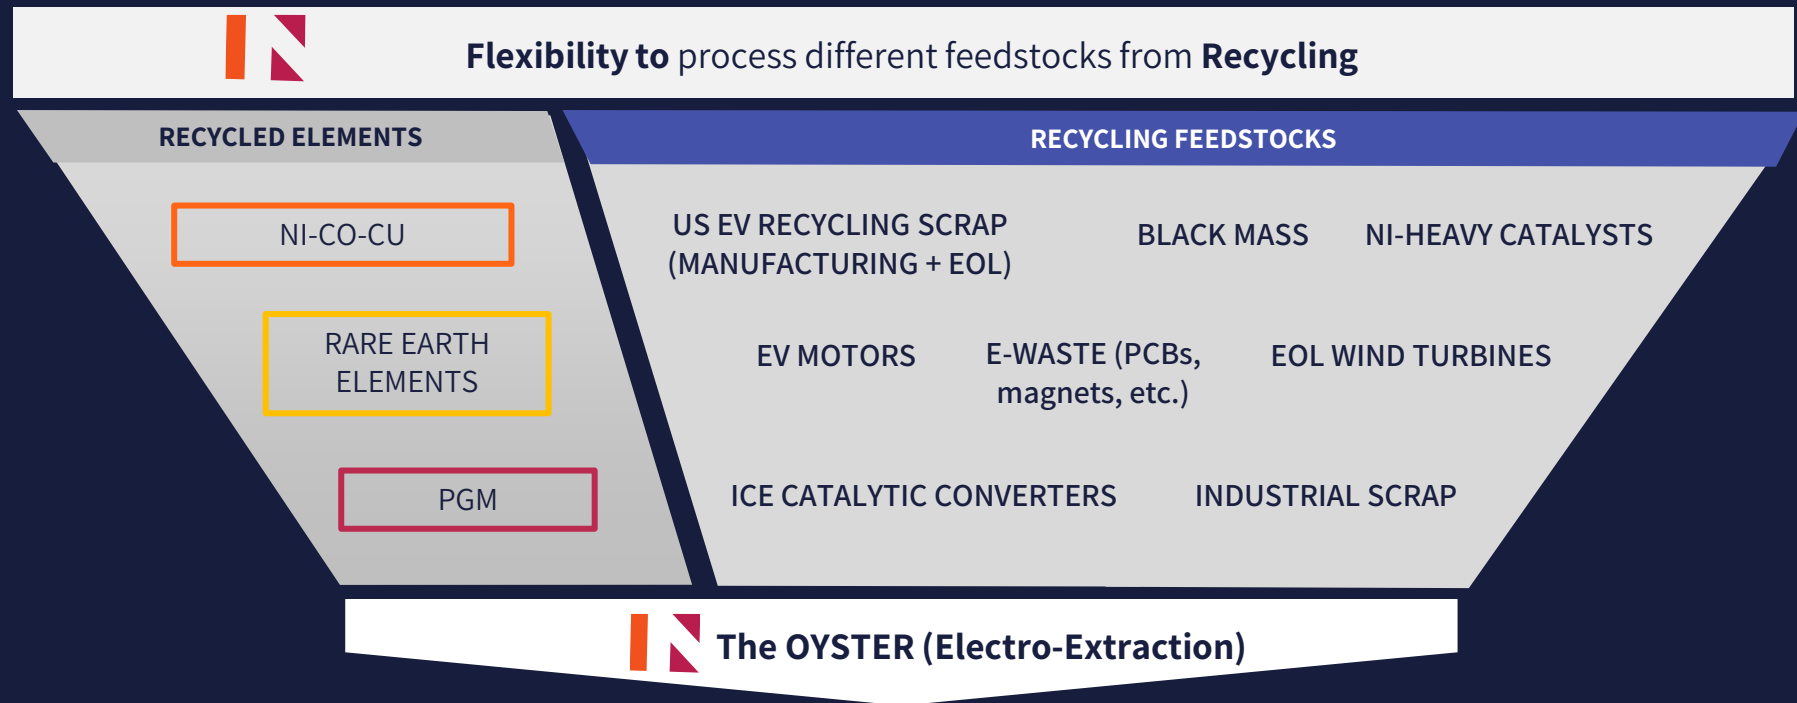 Flexibility to process different feedstocks from Recycling
RECYCLED ELEMENTS
RECYCLING FEEDSTOCKS
NI-CO-CU
US EV RECYCLING SCRAP
(MANUFACTURING + EOL)
BLACK MASS
NI-HEAVY CATALYSTS
RARE EARTH
ELEMENTS
EV MOTORS
E-WASTE (PCBs,
magnets, etc.)
EOL WIND TURBINES
PGM
ICE CATALYTIC CONVERTERS
INDUSTRIAL SCRAP
The OYSTER (Electro-Extraction)